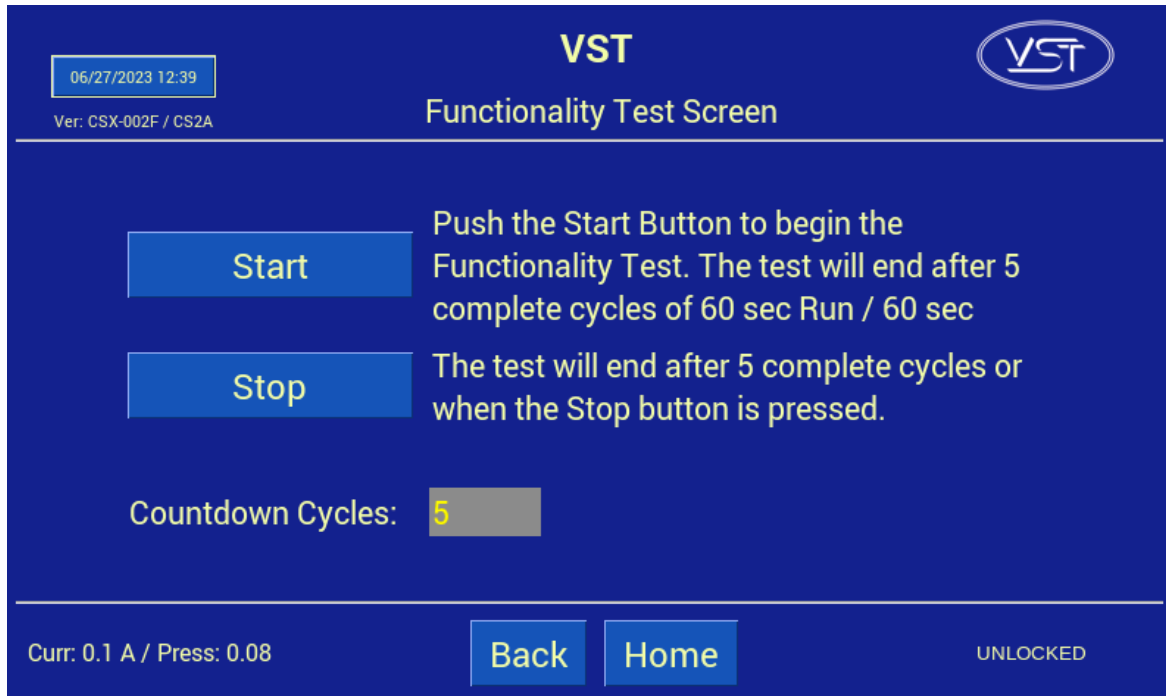 VST
VST
06/27/2023 12:39
Ver: CSX-002F / CS2A
Functionality Test Screen
Start
Push the Start Button to begin the
Functionality Test. The test will end after 5
complete cycles of 60 sec Run / 60 sec
Stop
The test will end after 5 complete cycles or
when the Stop button is pressed.
Countdown Cycles: 5
Curr: 0.1 A / Press: 0.08
Back
Home
UNLOCKED